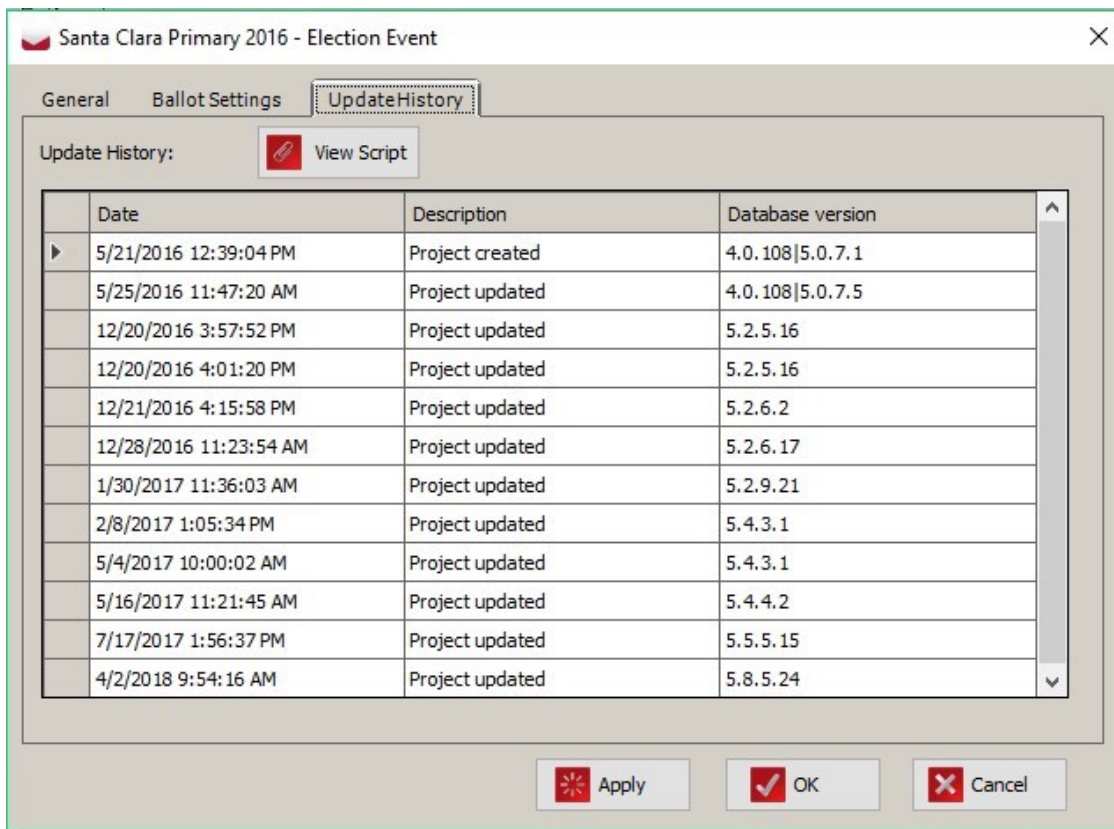 Santa Clara Primary 2016 - Election Event
General Ballot Settings UpdateHistory
Update History: View Script
Date Description Database version
5/21/2016 12:39:04 PM Project created 4.0.108|5.0.7.1
5/25/2016 11:47:20 AM Project updated 4.0.108|5.0.7.5
12/20/2016 3:57:52 PM Project updated 5.2.5.16
12/20/2016 4:01:20 PM Project updated 5.2.5.16
12/21/2016 4:15:58 PM Project updated 5.2.6.2
12/28/2016 11:23:54 AM Project updated 5.2.6.17
1/30/2017 11:36:03 AM Project updated 5.2.9.21
2/8/2017 1:05:34 PM Project updated 5.4.3.1
5/4/2017 10:00:02 AM Project updated 5.4.3.1
5/16/2017 11:21:45 AM Project updated 5.4.4.2
7/17/2017 1:56:37 PM Project updated 5.5.5.15
4/2/2018 9:54:16 AM Project updated 5.8.5.24
Apply OK Cancel